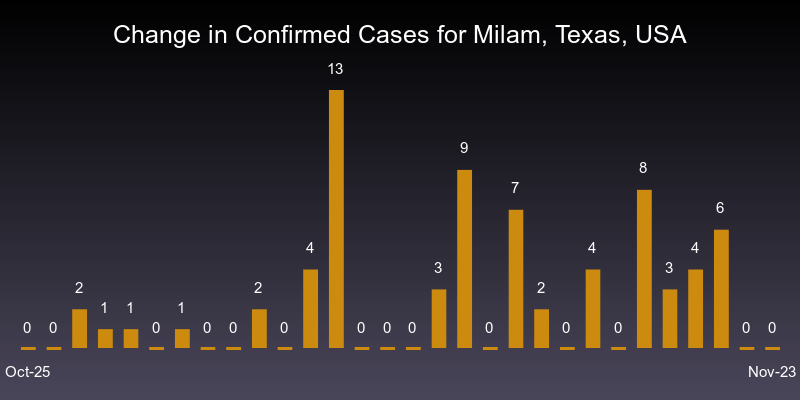 Change in Confirmed Cases for Milam, Texas, USA
0 0 2 1 1 0 1 0 0 2 0 4 13 0 0 0 3 9 0 7 2 0 4 0 8 3 4 6 0 0
Oct-25 Nov-23